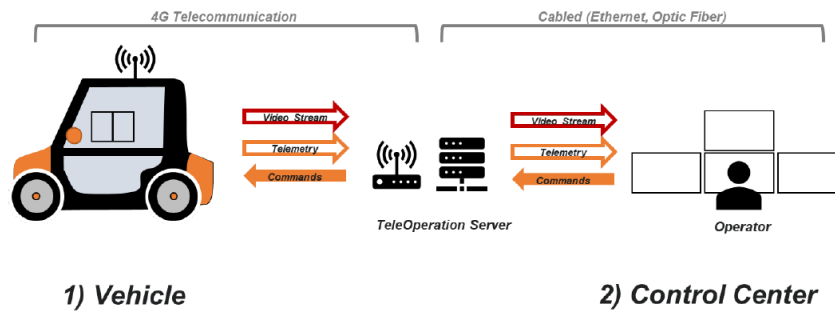 4G Telecommunication
Cabled (Ethernet, Optic Fiber)
Video Stream
Telemetry
Commands
Video Stream
Telemetry
Commands
TeleOperation Server
Operator
1) Vehicle
2) Control Center